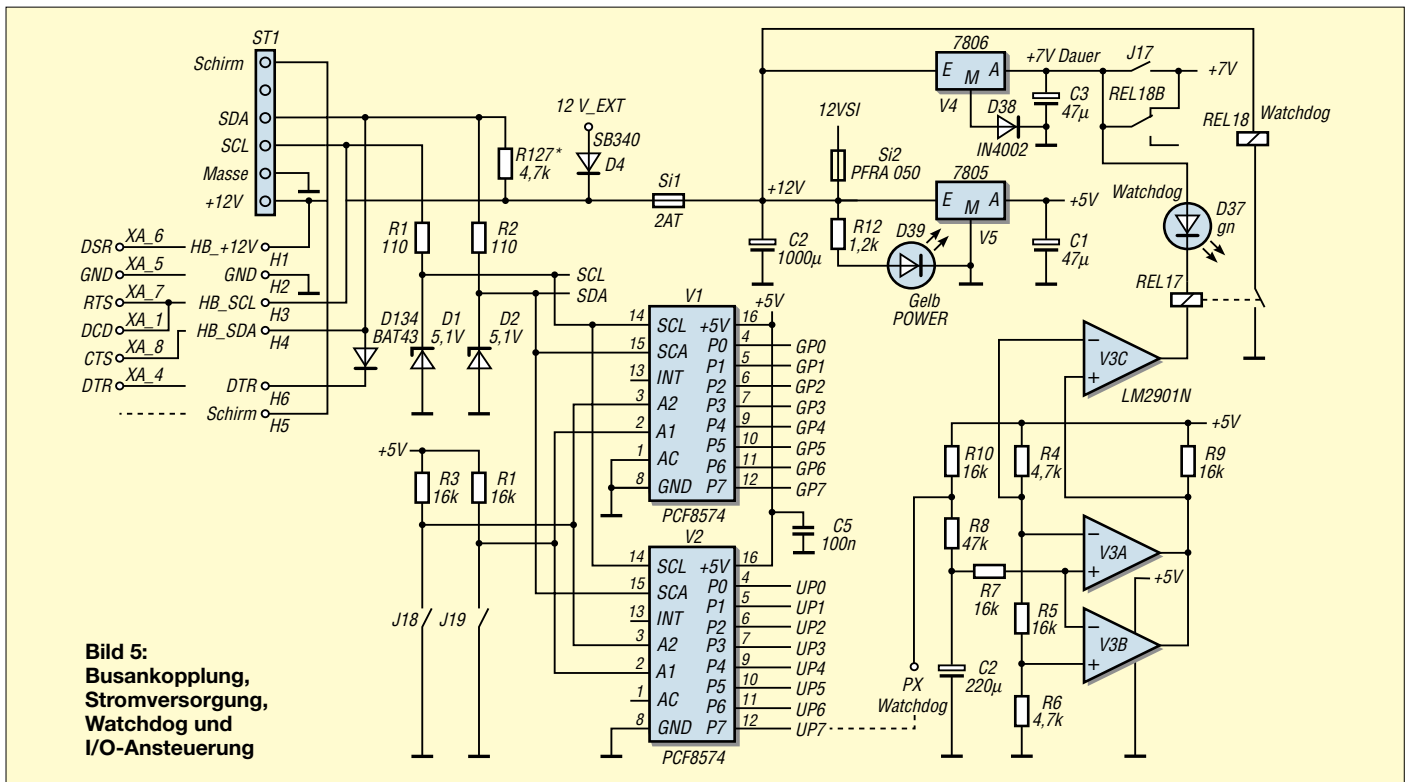 ST1
Schirm
SDA
SCL
Masse
+12V
DSR XA_6 HB_+12V H1
GND XA_5 GND H2
RTS XA_7 HB_SCL H3
DCD XA_1 HB_SDA H4
CTS XA_8
DTR XA_4 DTR H6
Schirm H5
R127*
4,7k
12 V_EXT
SB340
D4
Si1
2AT
R1
110
R2
110
SCL
SDA
D134
BAT43
D1
5,1V
D2
5,1V
+12V
C2
1000µ
12VSI
Si2
PFRA 050
R12
1,2k
D39
Gelb
POWER
7806
E M A
V4
D38
IN4002
+7V Dauer
C3
47µ
7805
E M A
V5
+5V
C1
47µ
J17
+7V
REL18B
REL18
Watchdog
Watchdog
D37
gn
REL17
V3C
LM2901N
+5V
R10
16k
R4
4,7k
R9
16k
R8
47k
R7
16k
V3A
+5V
R5
16k
V3B
C2
220µ
R6
4,7k
PX
Watchdog
+5V
R3
16k
R1
16k
J18
J19
V1
+5V
14 SCL +5V 16
15 SCA P0 4 GP0
13 INT P1 5 GP1
P2 6 GP2
3 A2 P3 7 GP3
2 A1 P4 9 GP4
P5 10 GP5
1 AC P6 11 GP6
8 GND P7 12 GP7
PCF8574
C5
100n
V2
14 SCL +5V 16
15 SCA P0 4 UP0
13 INT P1 5 UP1
P2 6 UP2
3 A2 P3 7 UP3
2 A1 P4 9 UP4
P5 10 UP5
1 AC P6 11 UP6
8 GND P7 12 UP7
PCF8574
Bild 5:
Busankopplung,
Stromversorgung,
Watchdog und
I/O-Ansteuerung